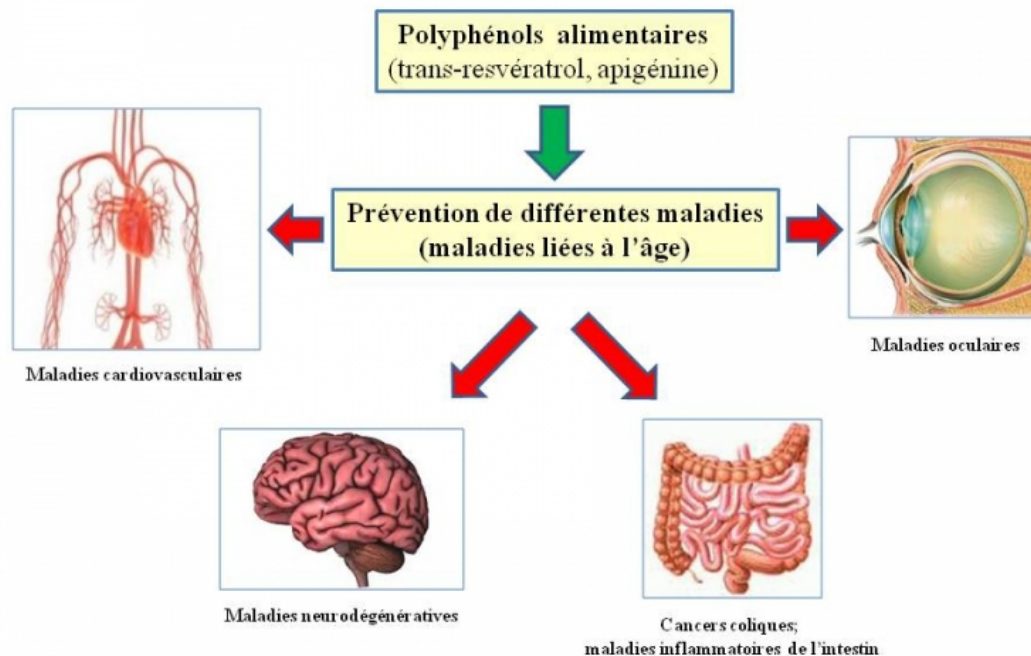 Polyphénols alimentaires
(trans-resvératrol, apigénine)
Prévention de différentes maladies
(maladies liées à l'âge)
Maladies cardiovasculaires
Maladies oculaires
Maladies neurodégénératives
Cancers coliques;
maladies inflammatoires de l'intestin